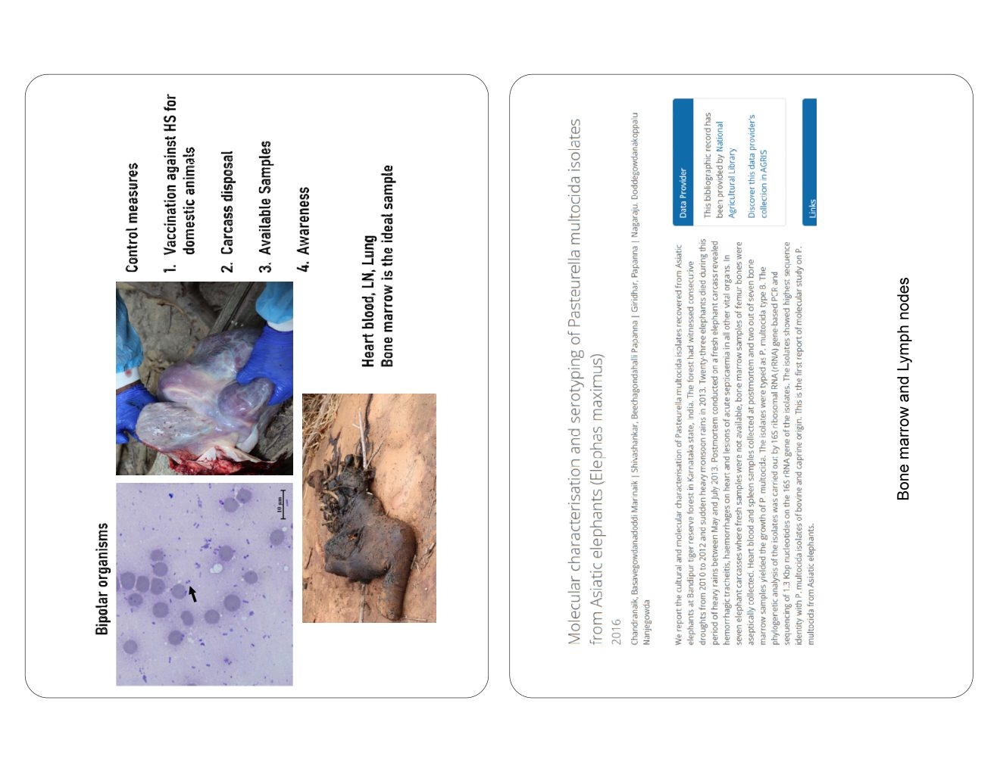 Bipolar organisms
10 µm
Control measures
1. Vaccination against HS for
domestic animals
2. Carcass disposal
3. Available Samples
4. Awareness
Heart blood, LN, Lung
Bone marrow is the ideal sample
Molecular characterisation and serotyping of Pasteurella multocida isolates
from Asiatic elephants (Elephas maximus)
2016
Chandranaik, Basavegowdanadoddi Marinaik | Shivashankar, Beechagondahalli Papanna | Giridhar, Papanna | Nagaraju, Doddegowdanakoppalu
Nanjegowda
We report the cultural and molecular characterisation of Pasteurella multocida isolates recovered from Asiatic
elephants at Bandipur tiger reserve forest in Karnataka state, India. The forest had witnessed consecutive
droughts from 2010 to 2012 and sudden heavy monsoon rains in 2013. Twenty-three elephants died during this
period of heavy rains between May and July 2013. Postmortem conducted on a fresh elephant carcass revealed
hemorrhagic tracheitis, haemorrhages on heart and lesions of acute septicaemia in all other vital organs. In
seven elephant carcasses where fresh samples were not available, bone marrow samples of femur bones were
aseptically collected. Heart blood and spleen samples collected at postmortem and two out of seven bone
marrow samples yielded the growth of P. multocida. The isolates were typed as P. multocida type B. The
phylogenetic analysis of the isolates was carried out by 16S ribosomal RNA (rRNA) gene-based PCR and
sequencing of 1.3 Kbp nucleotides on the 16S rRNA gene of the isolates. The isolates showed highest sequence
identity with P. multocida isolates of bovine and caprine origin. This is the first report of molecular study on P.
multocida from Asiatic elephants.
Data Provider
This bibliographic record has
been provided by National
Agricultural Library
Discover this data provider's
collection in AGRIS
Links
Bone marrow and Lymph nodes